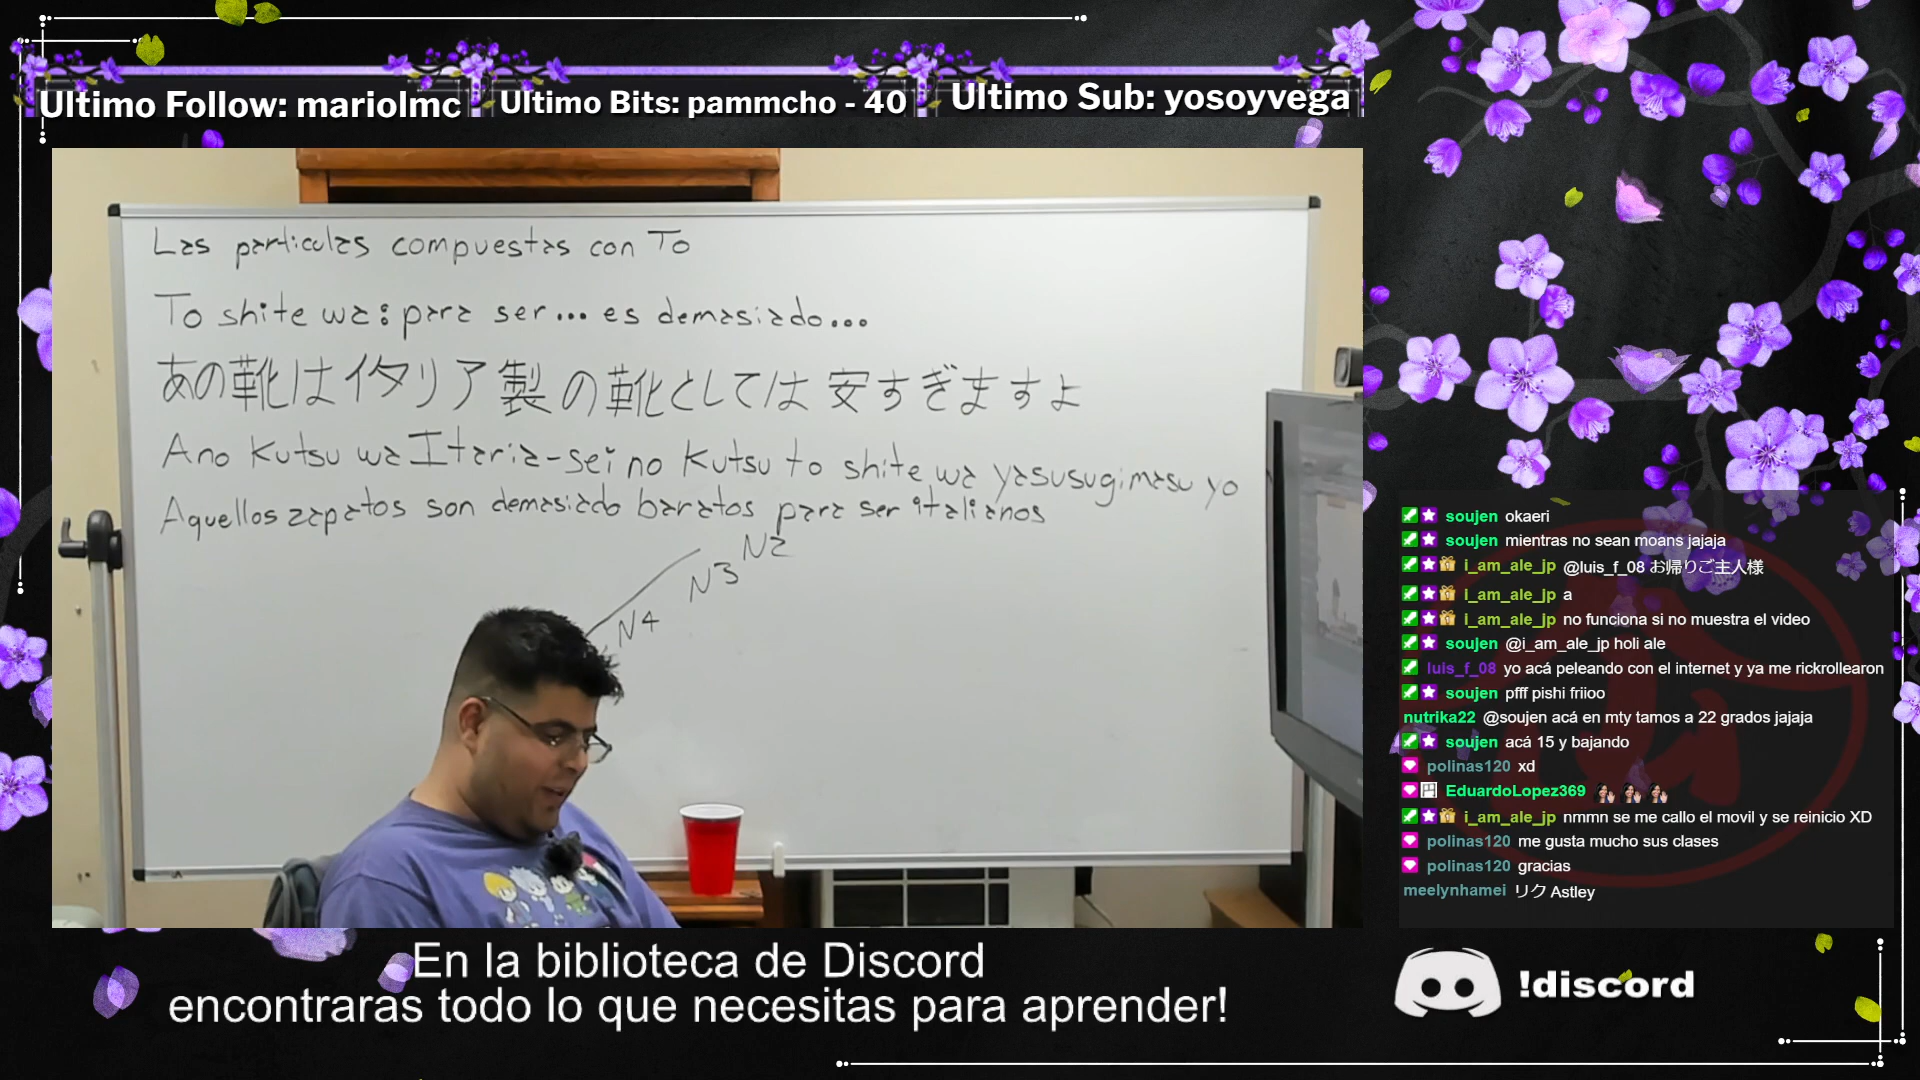 Ultimo Follow: mariolmc
Ultimo Bits: pammcho - 40
Ultimo Sub: yosoyvega
Las particulas compuestas con To
To shite wa: para ser... es demasiado...
あの靴はイタリア製の靴としては安すぎますよ
Ano Kutsu wa Itaria-sei no Kutsu to shite wa yasusugimasu yo
Aquellos zapatos son demasiado baratos para ser italianos
N2
N3
N4
soujen okaeri
soujen mientras no sean moans jajaja
i_am_ale_jp @luis_f_08 お帰りご主人様
i_am_ale_jp a
i_am_ale_jp no funciona si no muestra el video
soujen @i_am_ale_jp holi ale
luis_f_08 yo acá peleando con el internet y ya me rickrollearon
soujen pfff pishi friioo
nutrika22 @soujen acá en mty tamos a 22 grados jajaja
soujen acá 15 y bajando
polinas120 xd
EduardoLopez369
i_am_ale_jp nmmn se me callo el movil y se reinicio XD
polinas120 me gusta mucho sus clases
polinas120 gracias
meelynhamei リク Astley
En la biblioteca de Discord
encontraras todo lo que necesitas para aprender!
!discord